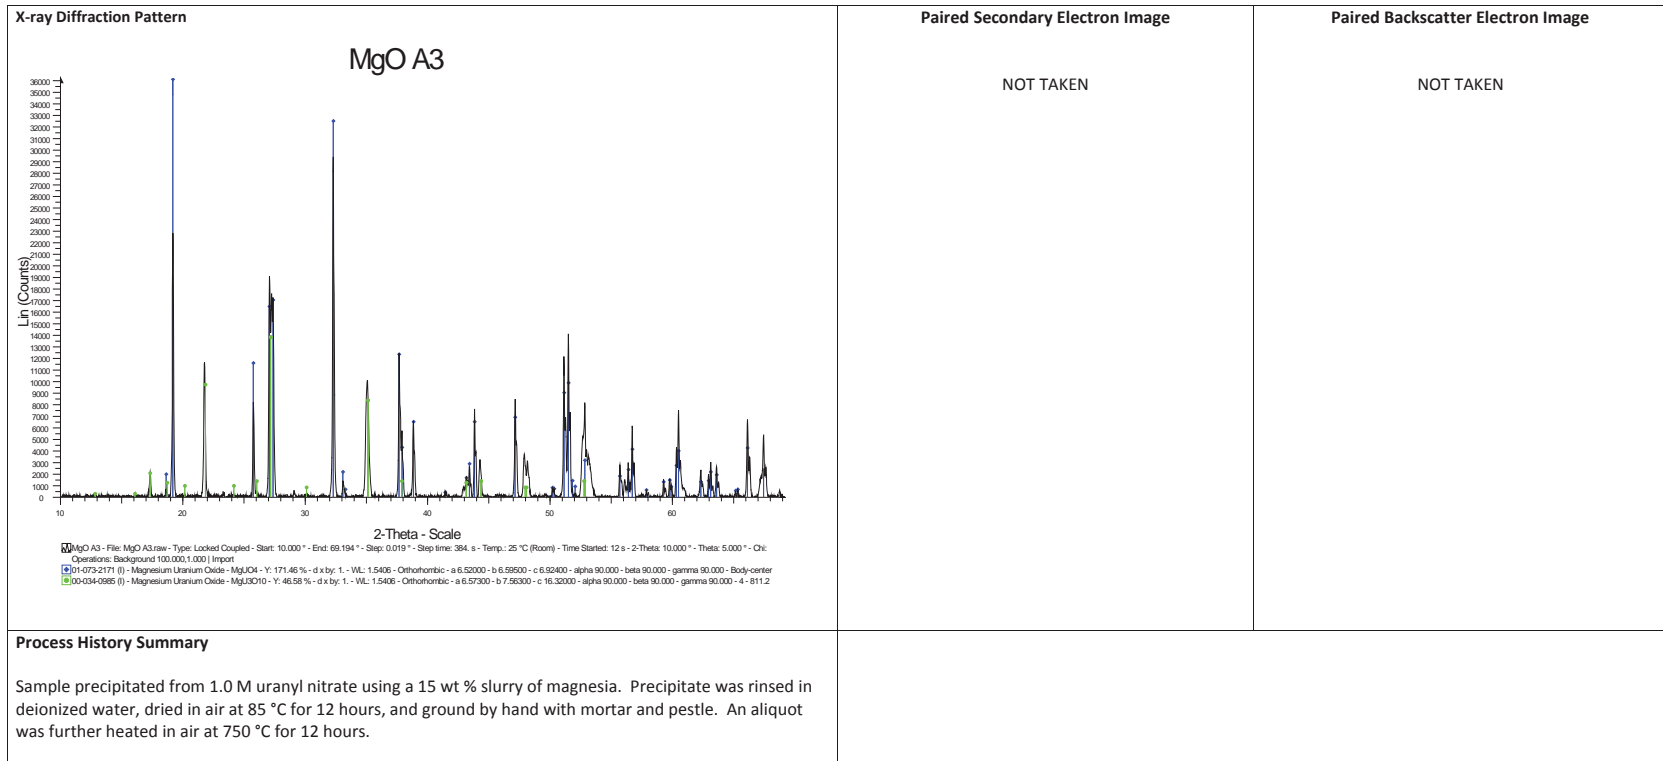 X-ray Diffraction Pattern
Paired Secondary Electron Image
Paired Backscatter Electron Image
MgO A3
NOT TAKEN
NOT TAKEN
Lin (Counts)
36000
35000
34000
33000
32000
31000
30000
29000
28000
27000
26000
25000
24000
23000
22000
21000
20000
19000
18000
17000
16000
15000
14000
13000
12000
11000
10000
9000
8000
7000
6000
5000
4000
3000
2000
1000
0
10 20 30 40 50 60
2-Theta - Scale
MgO A3 - File: MgO A3.raw - Type: Locked Coupled - Start: 10.000 ° - End: 69.194 ° - Step: 0.019 ° - Step time: 384. s - Temp.: 25 °C (Room) - Time Started: 12 s - 2-Theta: 10.000 ° - Theta: 5.000 ° - Chi:
Operations: Background 100.000,1.000 | Import
01-073-2171 (I) - Magnesium Uranium Oxide - MgUO4 - Y: 171.46 % - d x by: 1. - WL: 1.5406 - Orthorhombic - a 6.52000 - b 6.59500 - c 6.92400 - alpha 90.000 - beta 90.000 - gamma 90.000 - Body-center
00-034-0985 (I) - Magnesium Uranium Oxide - MgU3O10 - Y: 46.58 % - d x by: 1. - WL: 1.5406 - Orthorhombic - a 6.57300 - b 7.56300 - c 16.32000 - alpha 90.000 - beta 90.000 - gamma 90.000 - 4 - 811.2
Process History Summary
Sample precipitated from 1.0 M uranyl nitrate using a 15 wt % slurry of magnesia. Precipitate was rinsed in
deionized water, dried in air at 85 °C for 12 hours, and ground by hand with mortar and pestle. An aliquot
was further heated in air at 750 °C for 12 hours.